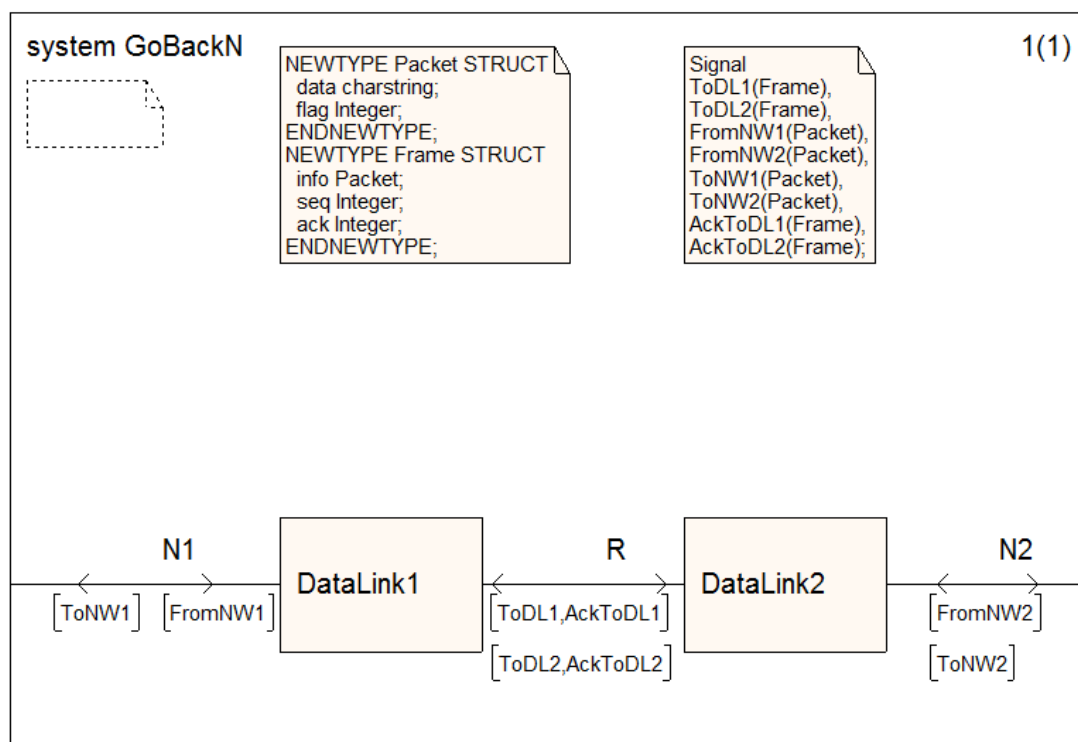 system GoBackN
1(1)
NEWTYPE Packet STRUCT
data charstring;
flag Integer;
ENDNEWTYPE;
NEWTYPE Frame STRUCT
info Packet;
seq Integer;
ack Integer;
ENDNEWTYPE;
Signal
ToDL1(Frame),
ToDL2(Frame),
FromNW1(Packet),
FromNW2(Packet),
ToNW1(Packet),
ToNW2(Packet),
AckToDL1(Frame),
AckToDL2(Frame);
N1
R
N2
DataLink1
DataLink2
[ToNW1]
[FromNW1]
[ToDL1,AckToDL1]
[FromNW2]
[ToDL2,AckToDL2]
[ToNW2]